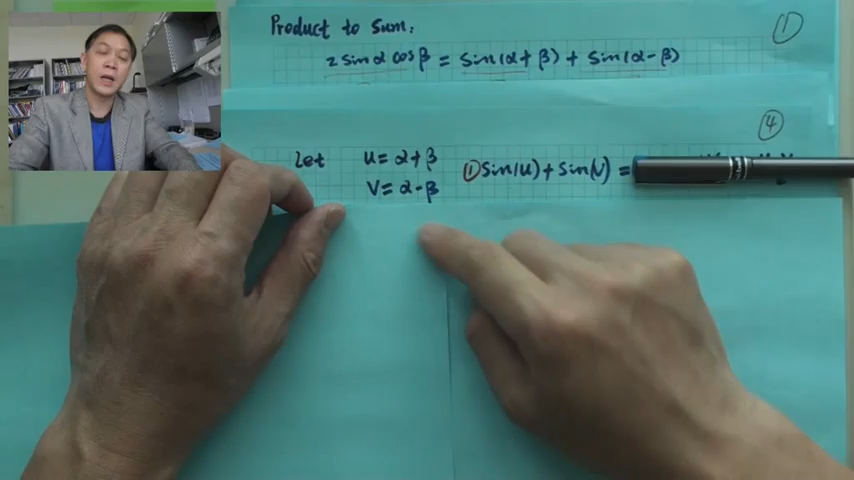 Product to Sum: ①
2 sin α cos β = sin(α + β) + sin(α - β)
④
Let u = α + β ① sin(u) + sin(v) =
v = α - β